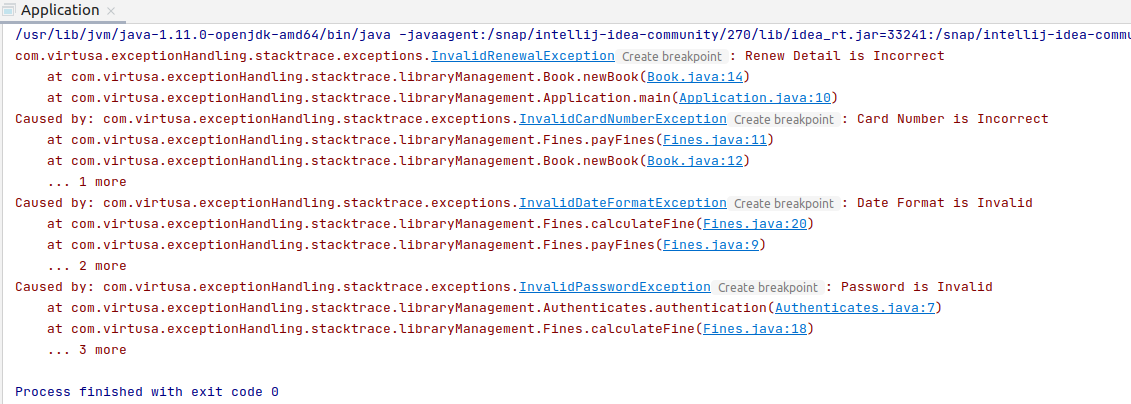 Application ×
/usr/lib/jvm/java-1.11.0-openjdk-amd64/bin/java -javaagent:/snap/intellij-idea-community/270/lib/idea_rt.jar=33241:/snap/intellij-idea-commu
com.virtusa.exceptionHandling.stacktrace.exceptions.InvalidRenewalException Create breakpoint : Renew Detail is Incorrect
at com.virtusa.exceptionHandling.stacktrace.libraryManagement.Book.newBook(Book.java:14)
at com.virtusa.exceptionHandling.stacktrace.libraryManagement.Application.main(Application.java:10)
Caused by: com.virtusa.exceptionHandling.stacktrace.exceptions.InvalidCardNumberException Create breakpoint : Card Number is Incorrect
at com.virtusa.exceptionHandling.stacktrace.libraryManagement.Fines.payFines(Fines.java:11)
at com.virtusa.exceptionHandling.stacktrace.libraryManagement.Book.newBook(Book.java:12)
... 1 more
Caused by: com.virtusa.exceptionHandling.stacktrace.exceptions.InvalidDateFormatException Create breakpoint : Date Format is Invalid
at com.virtusa.exceptionHandling.stacktrace.libraryManagement.Fines.calculateFine(Fines.java:20)
at com.virtusa.exceptionHandling.stacktrace.libraryManagement.Fines.payFines(Fines.java:9)
... 2 more
Caused by: com.virtusa.exceptionHandling.stacktrace.exceptions.InvalidPasswordException Create breakpoint : Password is Invalid
at com.virtusa.exceptionHandling.stacktrace.libraryManagement.Authenticates.authentication(Authenticates.java:7)
at com.virtusa.exceptionHandling.stacktrace.libraryManagement.Fines.calculateFine(Fines.java:18)
... 3 more
Process finished with exit code 0